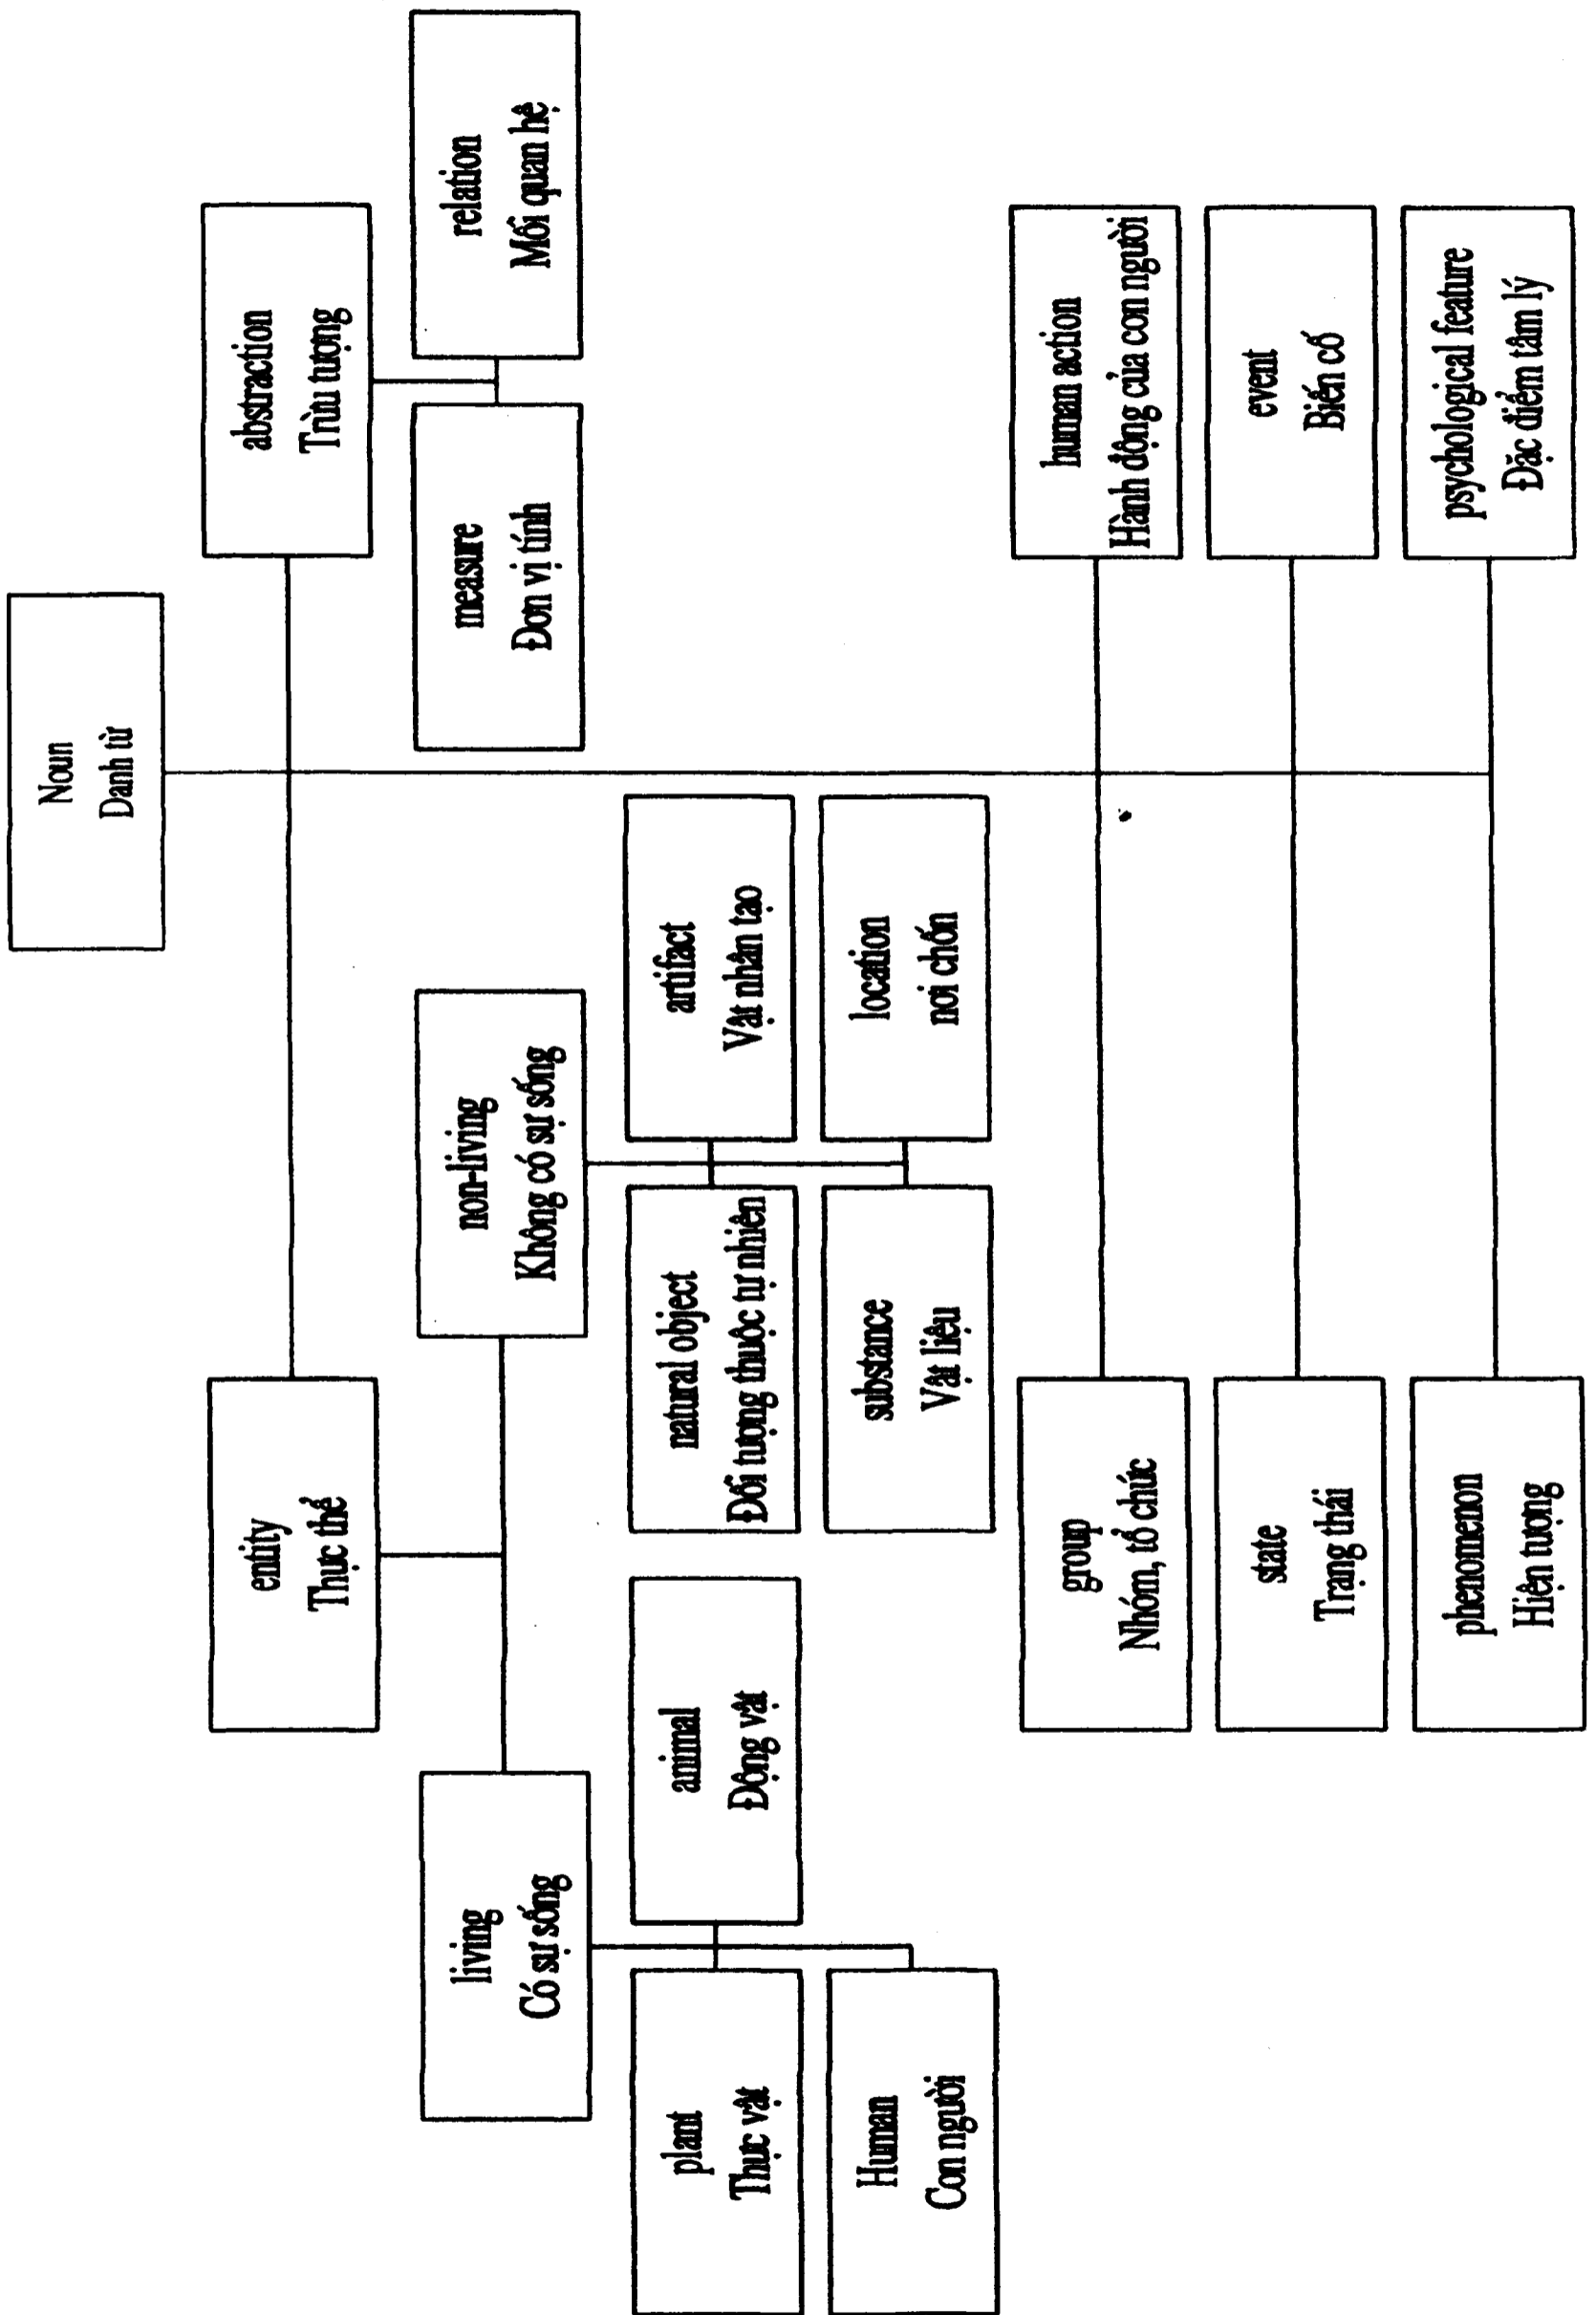 Noun
Danh từ
entity
Thực thể
abstraction
Trừu tượng
living
Có sự sống
non-living
Không có sự sống
measure
Đơn vị tính
relation
Mối quan hệ
plant
Thực vật
animal
Động vật
natural object
Đối tượng thuộc tự nhiên
artifact
Vật nhân tạo
Human
Con người
substance
Vật liệu
location
nơi chốn
group
Nhóm, tổ chức
human action
Hành động của con người
state
Trạng thái
event
Biến cố
phenomenon
Hiện tượng
psychological feature
Đặc điểm tâm lý